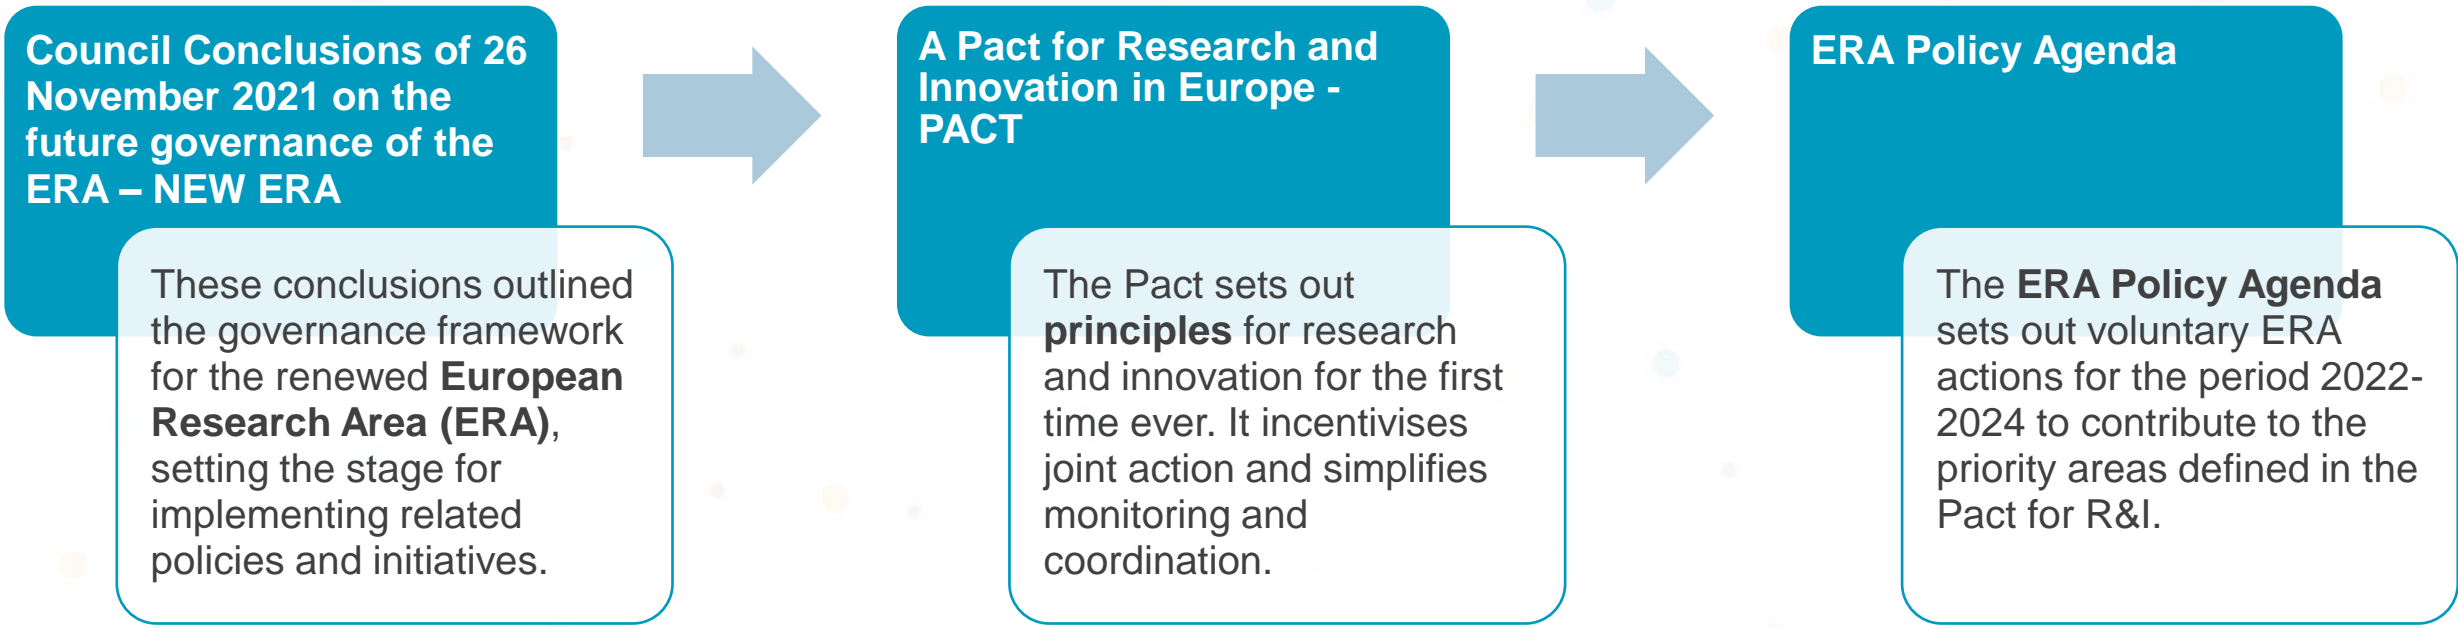 Council Conclusions of 26
November 2021 on the
future governance of the
ERA – NEW ERA
These conclusions outlined
the governance framework
for the renewed European
Research Area (ERA),
setting the stage for
implementing related
policies and initiatives.
A Pact for Research and
Innovation in Europe -
PACT
The Pact sets out
principles for research
and innovation for the first
time ever. It incentivises
joint action and simplifies
monitoring and
coordination.
ERA Policy Agenda
The ERA Policy Agenda
sets out voluntary ERA
actions for the period 2022-
2024 to contribute to the
priority areas defined in the
Pact for R&I.